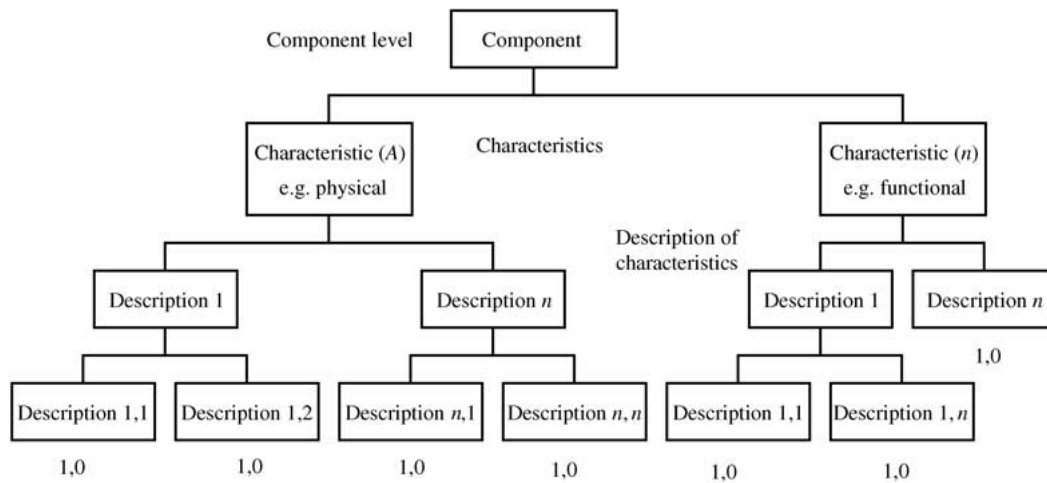 Component level
Component
Characteristic (A)
e.g. physical
Characteristics
Characteristic (n)
e.g. functional
Description of
characteristics
Description 1
Description n
Description 1
Description n
1,0
Description 1,1
Description 1,2
Description n,1
Description n, n
Description 1,1
Description 1, n
1,0
1,0
1,0
1,0
1,0
1,0